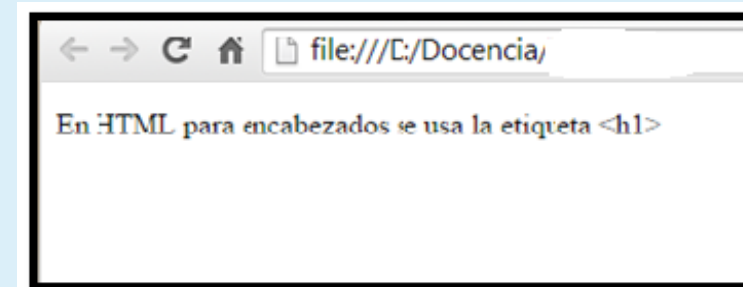 file:///D:/Docencia/
En HTML para encabezados se usa la etiqueta <h1>